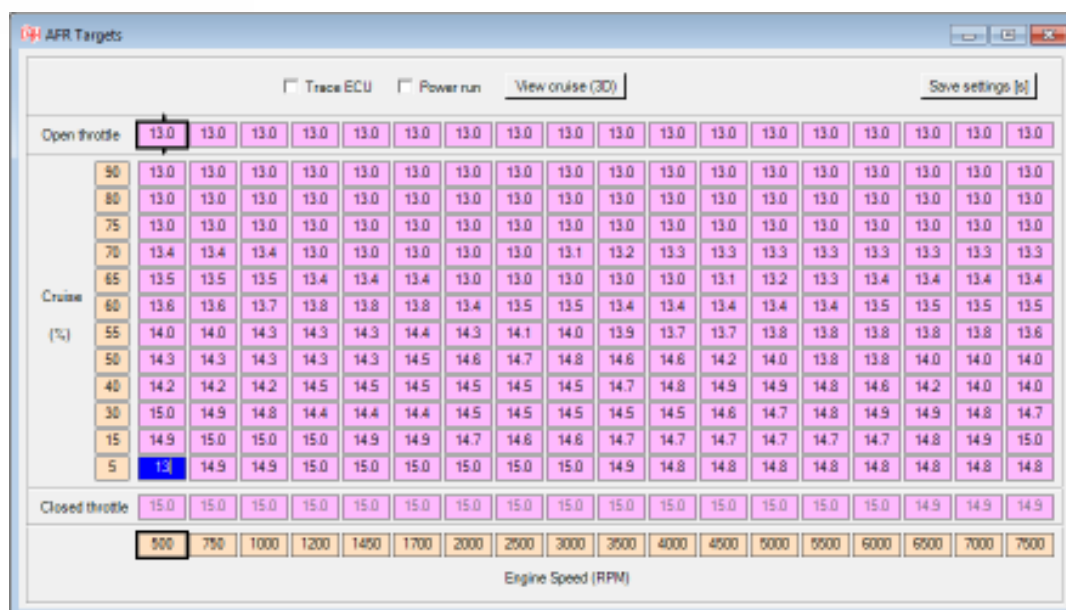 AFR Targets
Trace ECU Power run View cruise (3D) Save settings [s]
Open throttle 13.0 13.0 13.0 13.0 13.0 13.0 13.0 13.0 13.0 13.0 13.0 13.0 13.0 13.0 13.0 13.0 13.0 13.0
90 13.0 13.0 13.0 13.0 13.0 13.0 13.0 13.0 13.0 13.0 13.0 13.0 13.0 13.0 13.0 13.0 13.0 13.0
80 13.0 13.0 13.0 13.0 13.0 13.0 13.0 13.0 13.0 13.0 13.0 13.0 13.0 13.0 13.0 13.0 13.0 13.0
75 13.0 13.0 13.0 13.0 13.0 13.0 13.0 13.0 13.0 13.0 13.0 13.0 13.0 13.0 13.0 13.0 13.0 13.0
70 13.4 13.4 13.4 13.0 13.0 13.0 13.0 13.0 13.1 13.2 13.3 13.3 13.3 13.3 13.3 13.3 13.3 13.3
65 13.5 13.5 13.5 13.4 13.4 13.4 13.0 13.0 13.0 13.0 13.0 13.1 13.2 13.3 13.4 13.4 13.4 13.4
Cruise 60 13.6 13.6 13.7 13.8 13.8 13.8 13.4 13.5 13.5 13.4 13.4 13.4 13.4 13.4 13.5 13.5 13.5 13.5
(%) 55 14.0 14.0 14.3 14.3 14.3 14.4 14.3 14.1 14.0 13.9 13.7 13.7 13.8 13.8 13.8 13.8 13.8 13.6
50 14.3 14.3 14.3 14.3 14.3 14.5 14.6 14.7 14.8 14.6 14.6 14.2 14.0 13.8 13.8 14.0 14.0 14.0
40 14.2 14.2 14.2 14.5 14.5 14.5 14.5 14.5 14.5 14.7 14.8 14.9 14.9 14.8 14.6 14.2 14.0 14.0
30 15.0 14.9 14.8 14.4 14.4 14.4 14.5 14.5 14.5 14.5 14.5 14.6 14.7 14.8 14.9 14.9 14.8 14.7
15 14.9 15.0 15.0 15.0 14.9 14.9 14.7 14.6 14.6 14.7 14.7 14.7 14.7 14.7 14.7 14.8 14.9 15.0
5 13 14.9 14.9 15.0 15.0 15.0 15.0 15.0 15.0 14.9 14.8 14.8 14.8 14.8 14.8 14.8 14.8 14.8
Closed throttle 15.0 15.0 15.0 15.0 15.0 15.0 15.0 15.0 15.0 15.0 15.0 15.0 15.0 15.0 15.0 14.9 14.9 14.9
500 750 1000 1200 1450 1700 2000 2500 3000 3500 4000 4500 5000 5500 6000 6500 7000 7500
Engine Speed (RPM)